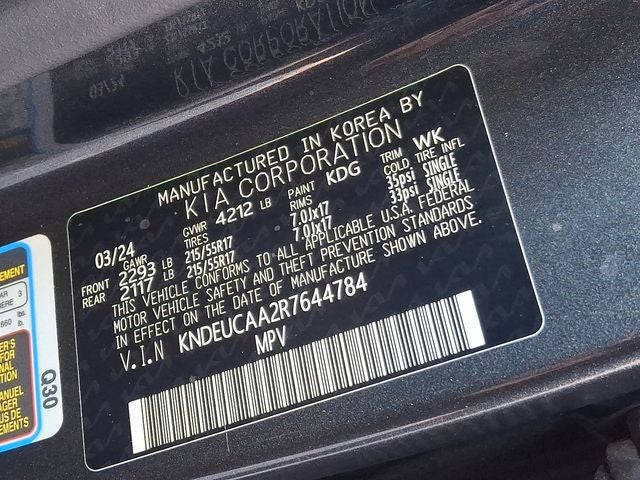 MANUFACTURED IN KOREA BY
KIA CORPORATION
03/24 GVWR 4212 LB PAINT KDG TRIM WK
GAWR TIRES RIMS COLD TIRE INFL
FRONT 2293 LB 215/55R17 7.0Jx17 35psi SINGLE
REAR 2117 LB 215/55R17 7.0Jx17 33psi SINGLE
THIS VEHICLE CONFORMS TO ALL APPLICABLE U.S.A. FEDERAL
MOTOR VEHICLE SAFETY AND THEFT PREVENTION STANDARDS
IN EFFECT ON THE DATE OF MANUFACTURE SHOWN ABOVE.
V.I.N KNDEUCAA2R7644784
MPV
Q30